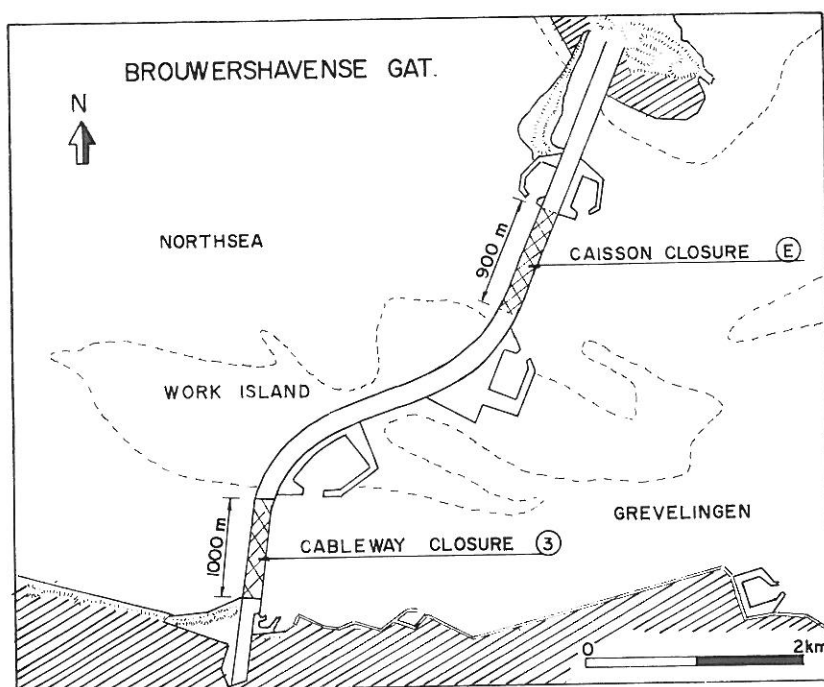 BROUWERSHAVENSE GAT.
N
NORTHSEA
900 m
CAISSON CLOSURE E
WORK ISLAND
GREVELINGEN
1000 m
CABLEWAY CLOSURE 3
0 2km